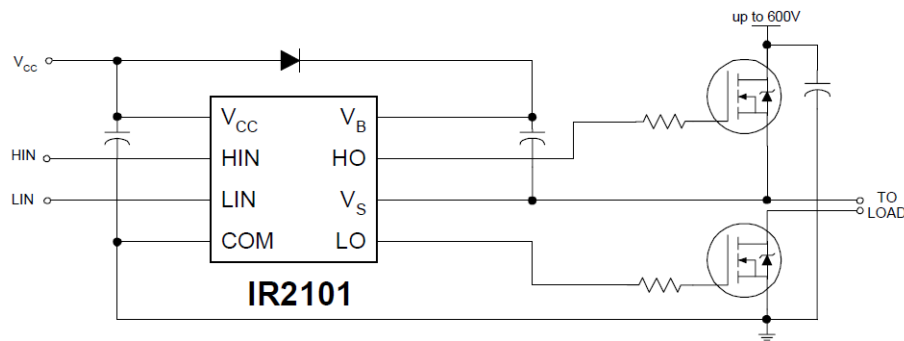 up to 600V
VCC
VCC
VB
HIN
HIN
HO
LIN
LIN
VS
TO
LOAD
COM
LO
IR2101